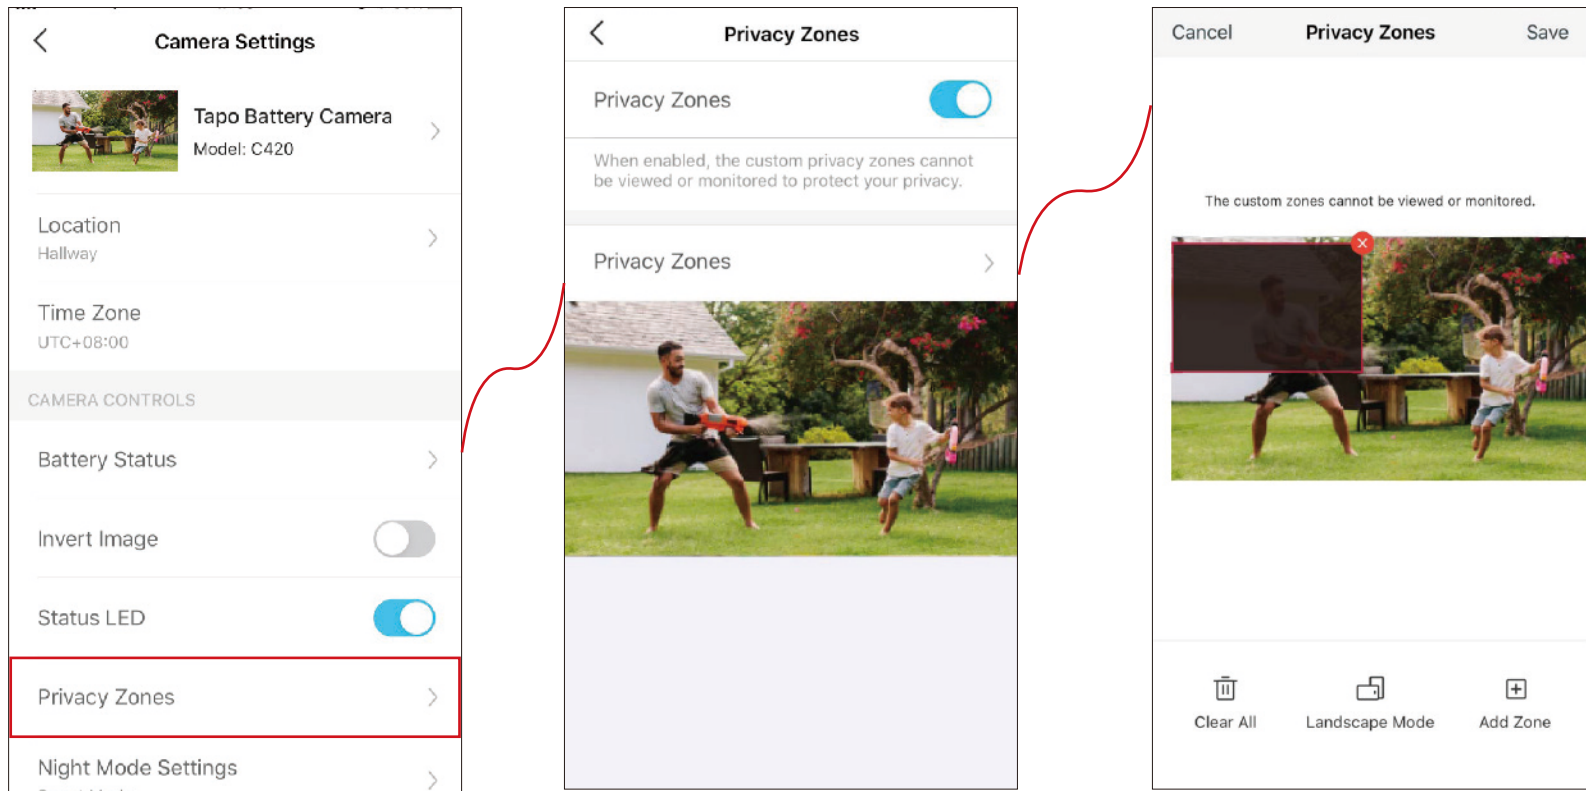 Camera Settings
Tapo Battery Camera
Model: C420
Location
Hallway
Time Zone
UTC+08:00
CAMERA CONTROLS
Battery Status
Invert Image
Status LED
Privacy Zones
Night Mode Settings
Privacy Zones
Privacy Zones
When enabled, the custom privacy zones cannot
be viewed or monitored to protect your privacy.
Privacy Zones
Cancel Privacy Zones Save
The custom zones cannot be viewed or monitored.
Clear All Landscape Mode Add Zone